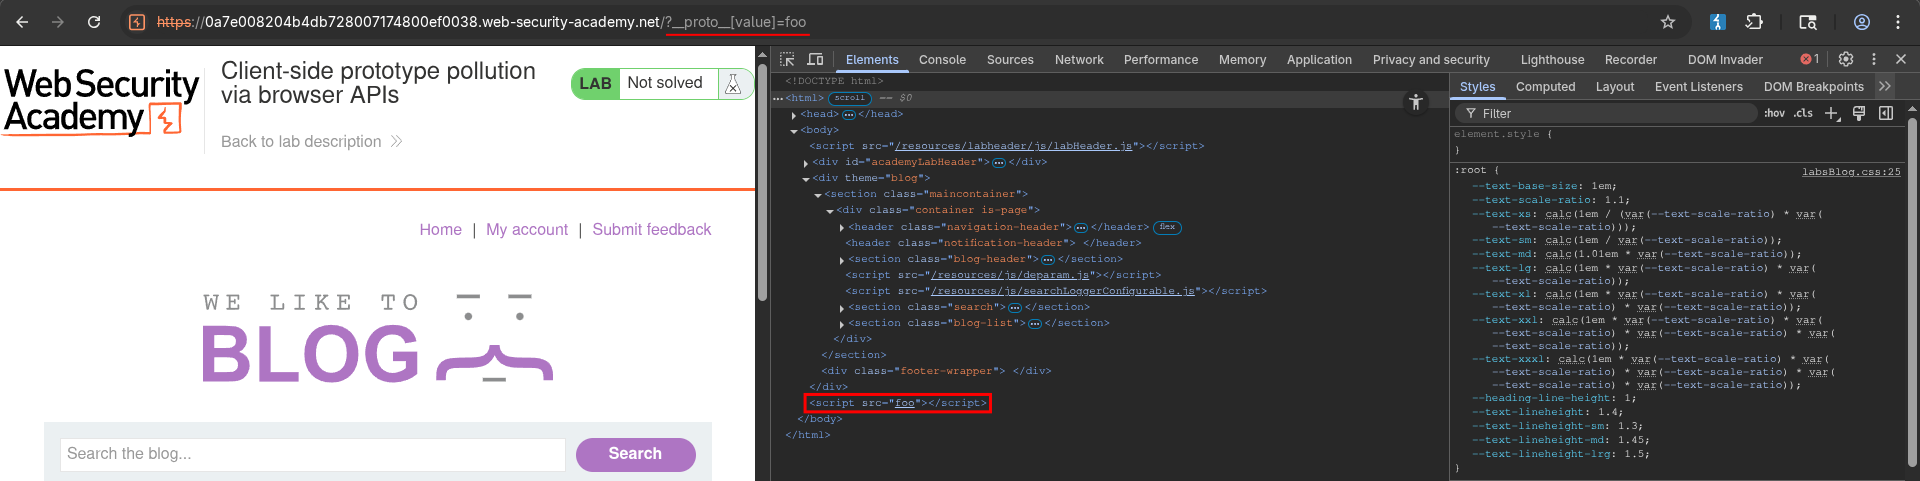 https://0a7e008204b4db728007174800ef0038.web-security-academy.net/?__proto__[value]=foo
Web Security
Academy
Client-side prototype pollution
via browser APIs
Back to lab description
LAB
Not solved
Home | My account | Submit feedback
WE LIKE TO
BLOG
Search the blog...
Search
Elements
Console
Sources
Network
Performance
Memory
Application
Privacy and security
Lighthouse
Recorder
DOM Invader
1
<!DOCTYPE html>
<html> scroll == $0
<head> </head>
<body>
<script src="/resources/labheader/js/labHeader.js"></script>
<div id="academyLabHeader"> </div>
<div theme="blog">
<section class="maincontainer">
<div class="container is-page">
<header class="navigation-header"> </header> flex
<header class="notification-header"> </header>
<section class="blog-header"> </section>
<script src="/resources/js/deparam.js"></script>
<script src="/resources/js/searchLoggerConfigurable.js"></script>
<section class="search"> </section>
<section class="blog-list"> </section>
</div>
</section>
<div class="footer-wrapper"> </div>
</div>
<script src="foo"></script>
</body>
</html>
Styles
Computed
Layout
Event Listeners
DOM Breakpoints
Filter
:hov
.cls
element.style {
}
:root {
labsBlog.css:25
--text-base-size: 1em;
--text-scale-ratio: 1.1;
--text-xs: calc(1em / (var(--text-scale-ratio) * var(
--text-scale-ratio)));
--text-sm: calc(1em / var(--text-scale-ratio));
--text-md: calc(1.01em * var(--text-scale-ratio));
--text-lg: calc(1em * var(--text-scale-ratio) * var(
--text-scale-ratio));
--text-xl: calc(1em * var(--text-scale-ratio) * var(
--text-scale-ratio) * var(--text-scale-ratio));
--text-xxl: calc(1em * var(--text-scale-ratio) * var(
--text-scale-ratio) * var(--text-scale-ratio) * var(
--text-scale-ratio));
--text-xxxl: calc(1em * var(--text-scale-ratio) * var(
--text-scale-ratio) * var(--text-scale-ratio) * var(
--text-scale-ratio) * var(--text-scale-ratio));
--heading-line-height: 1;
--text-lineheight: 1.4;
--text-lineheight-sm: 1.3;
--text-lineheight-md: 1.45;
--text-lineheight-lrg: 1.5;
}